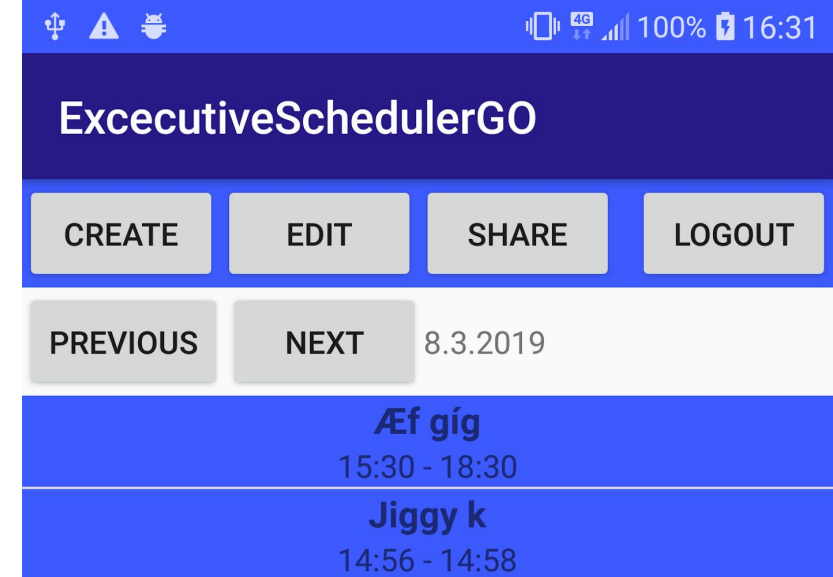 4G 100% 16:31
ExcecutiveSchedulerGO
CREATE EDIT SHARE LOGOUT
PREVIOUS NEXT 8.3.2019
Æf gíg
15:30 - 18:30
Jiggy k
14:56 - 14:58